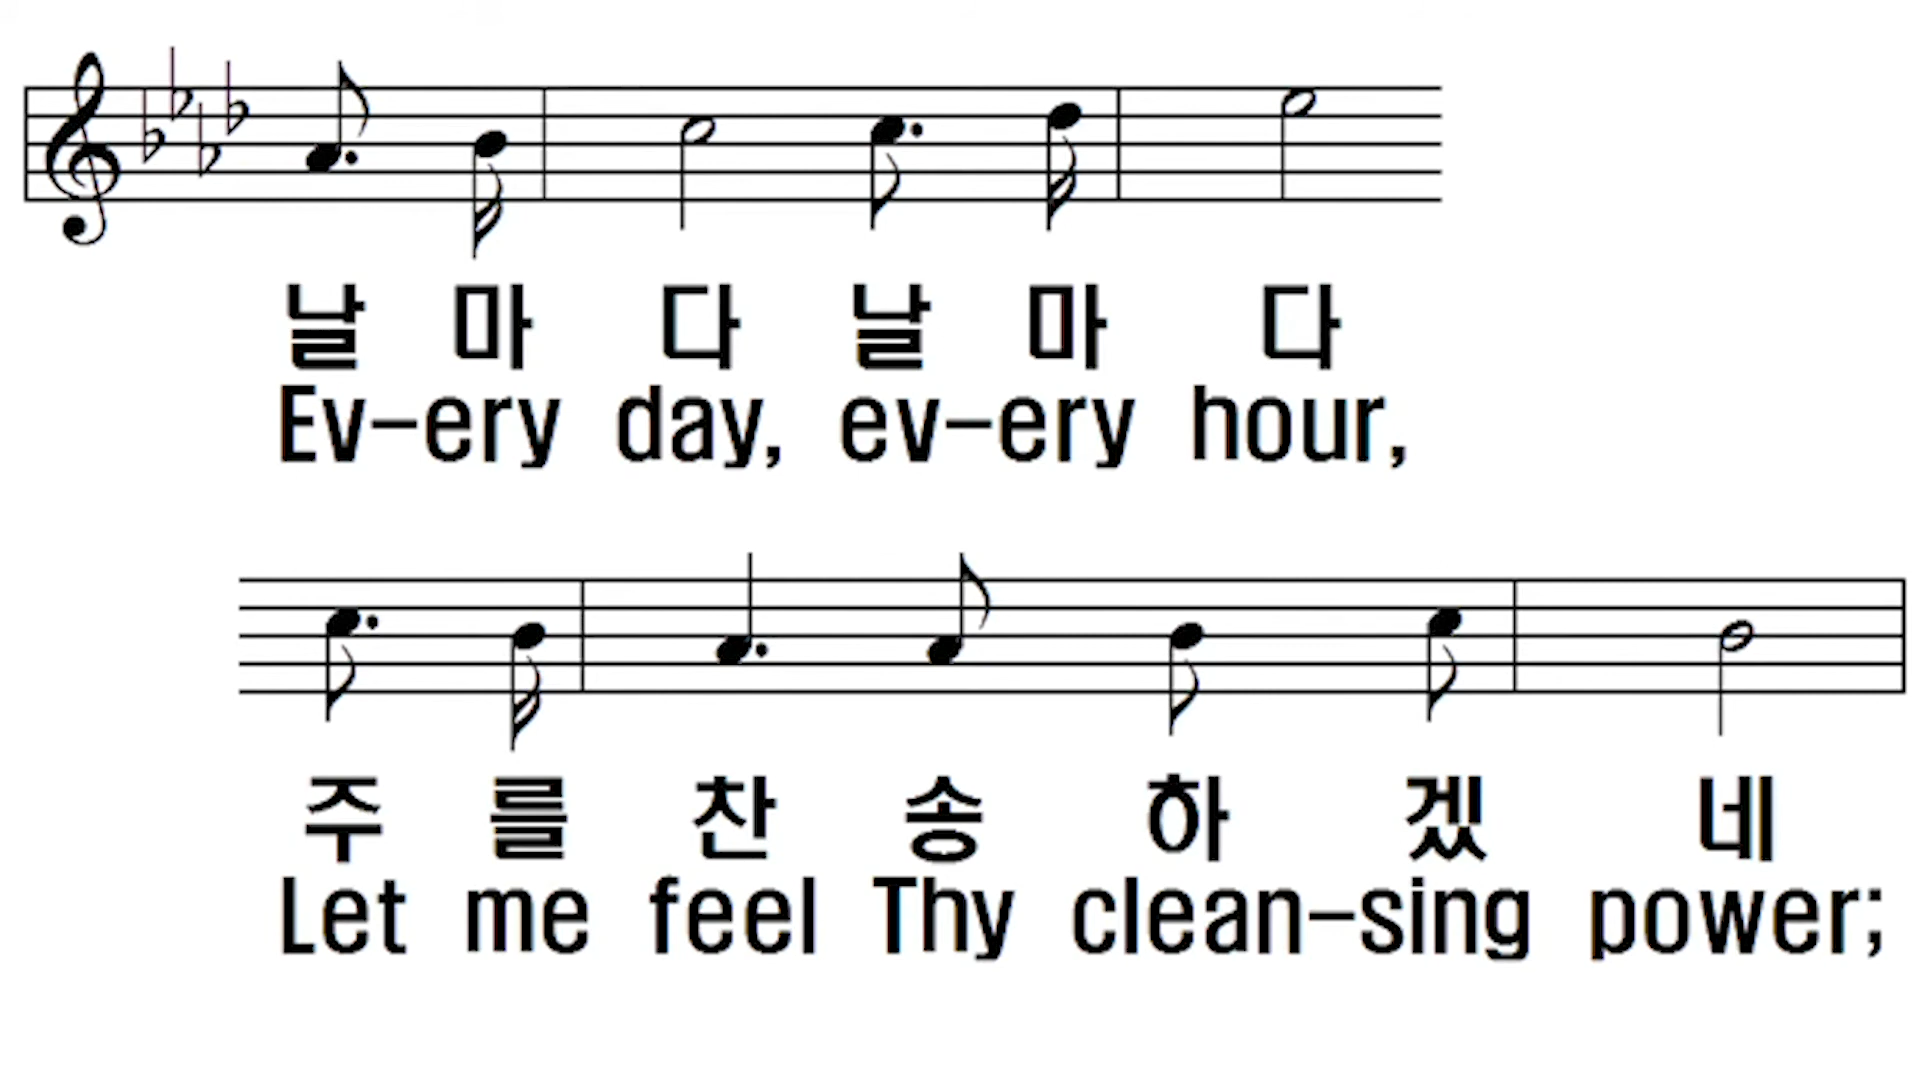 날 마 다 날 마 다
Ev-ery day, ev-ery hour,
주 를 찬 송 하 겠 네
Let me feel Thy clean-sing power;